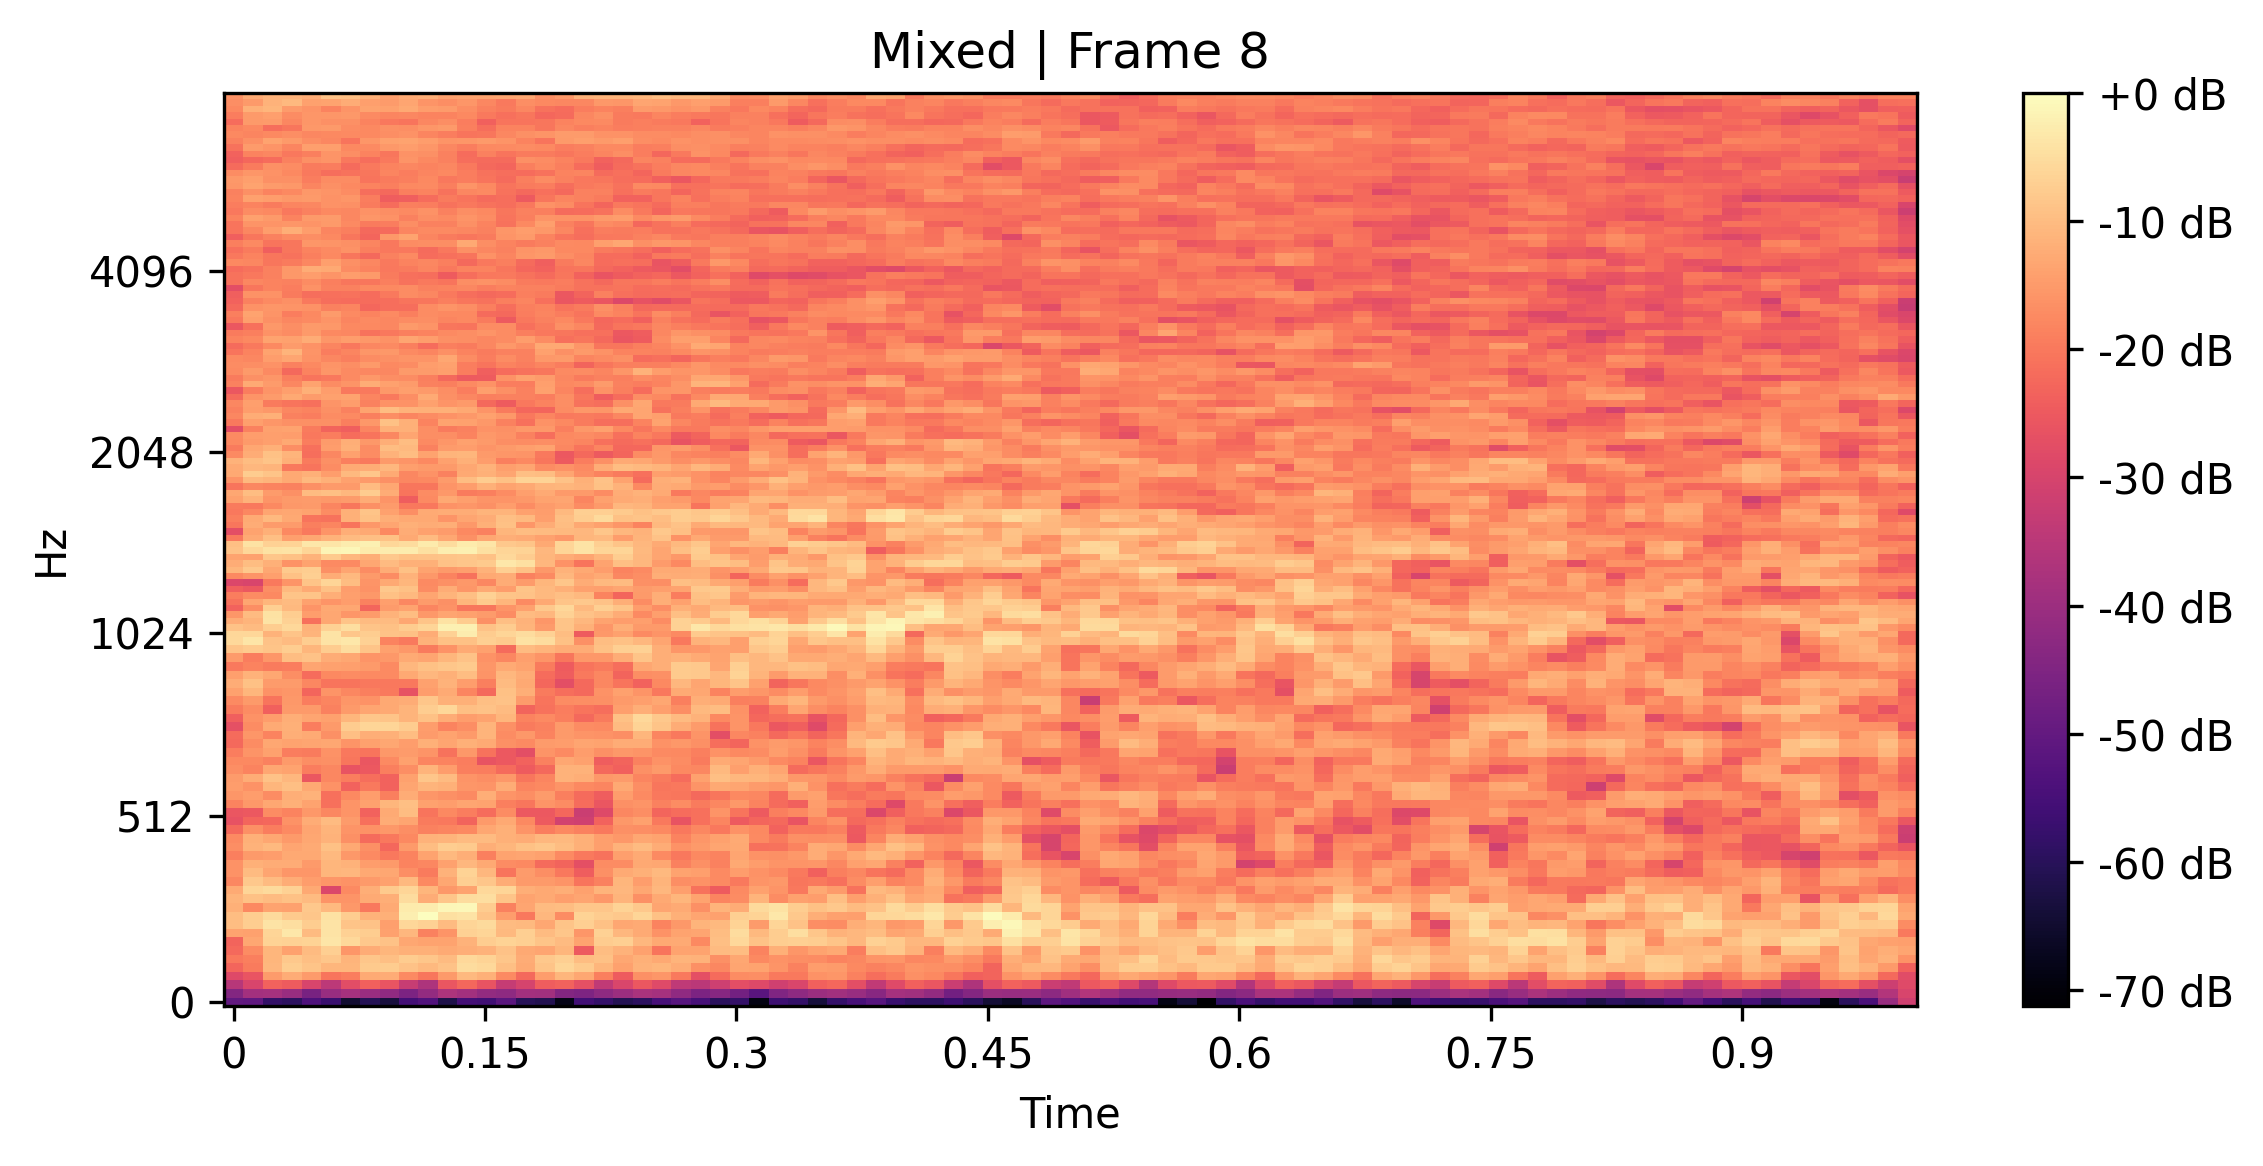 Mixed | Frame 8
+0 dB
-10 dB
-20 dB
-30 dB
-40 dB
-50 dB
-60 dB
-70 dB
4096
2048
1024
512
0
Hz
0 0.15 0.3 0.45 0.6 0.75 0.9
Time